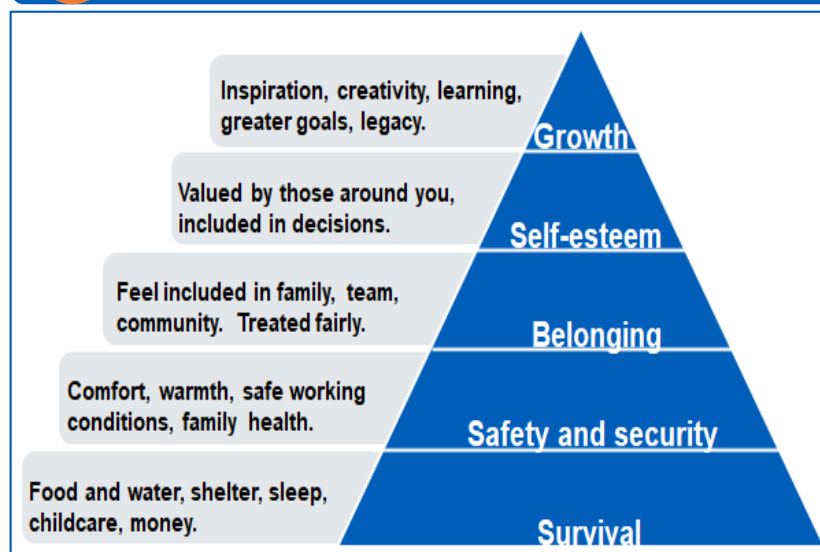 Inspiration, creativity, learning,
greater goals, legacy.
Growth
Valued by those around you,
included in decisions.
Self-esteem
Feel included in family, team,
community. Treated fairly.
Belonging
Comfort, warmth, safe working
conditions, family health.
Safety and security
Food and water, shelter, sleep,
childcare, money.
Survival